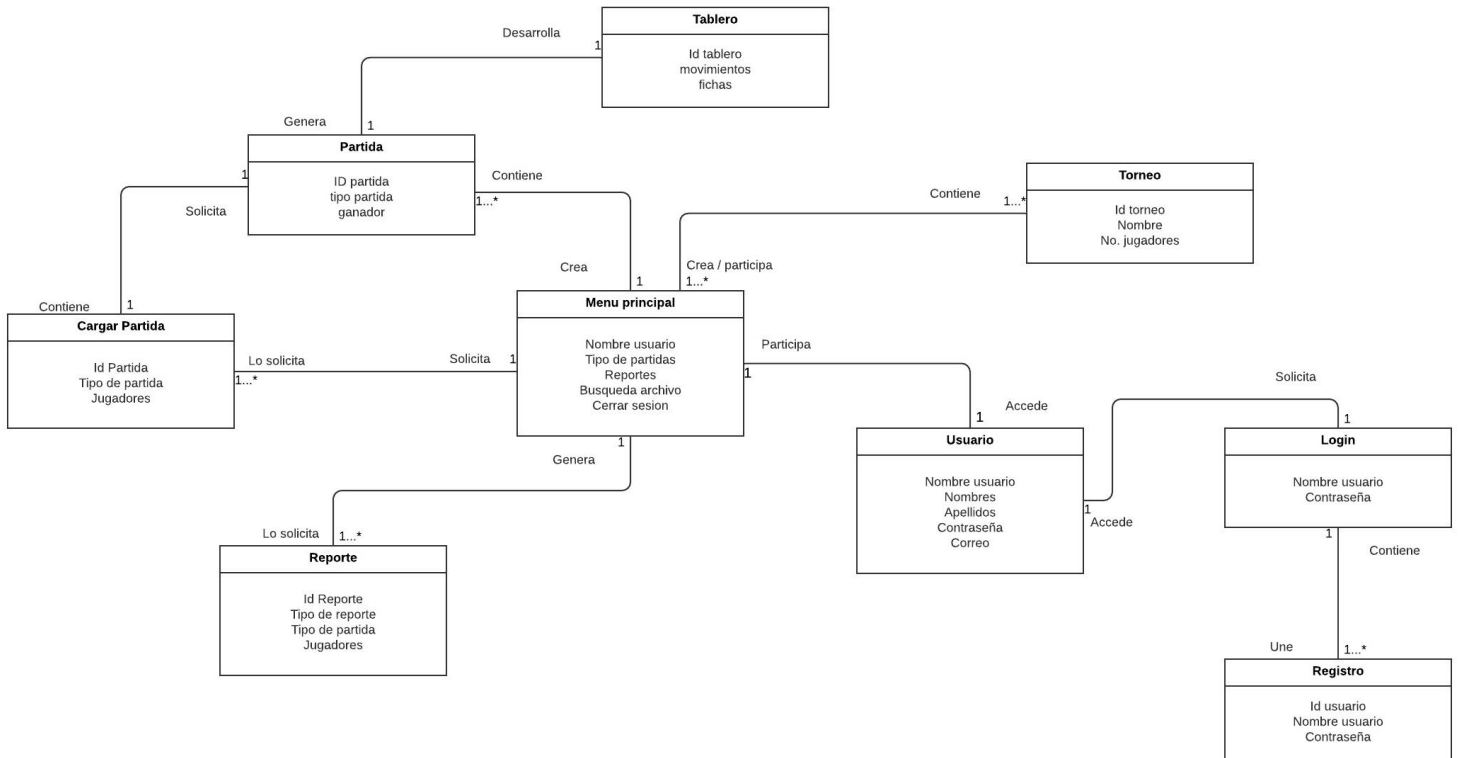 Tablero
Id tablero
movimientos
fichas
Desarrolla
1
Genera
1
Partida
ID partida
tipo partida
ganador
1
Solicita
Contiene
1...*
Torneo
Id torneo
Nombre
No. jugadores
Contiene
1...*
Crea / participa
1...*
Crea
1
Menu principal
Nombre usuario
Tipo de partidas
Reportes
Busqueda archivo
Cerrar sesion
Contiene
1
Cargar Partida
Id Partida
Tipo de partida
Jugadores
Lo solicita
1...*
Solicita
1
Participa
1
Accede
1
Usuario
Nombre usuario
Nombres
Apellidos
Contraseña
Correo
1
Accede
Solicita
1
Login
Nombre usuario
Contraseña
1
Contiene
Une
1...*
Registro
Id usuario
Nombre usuario
Contraseña
1
Genera
Lo solicita
1...*
Reporte
Id Reporte
Tipo de reporte
Tipo de partida
Jugadores